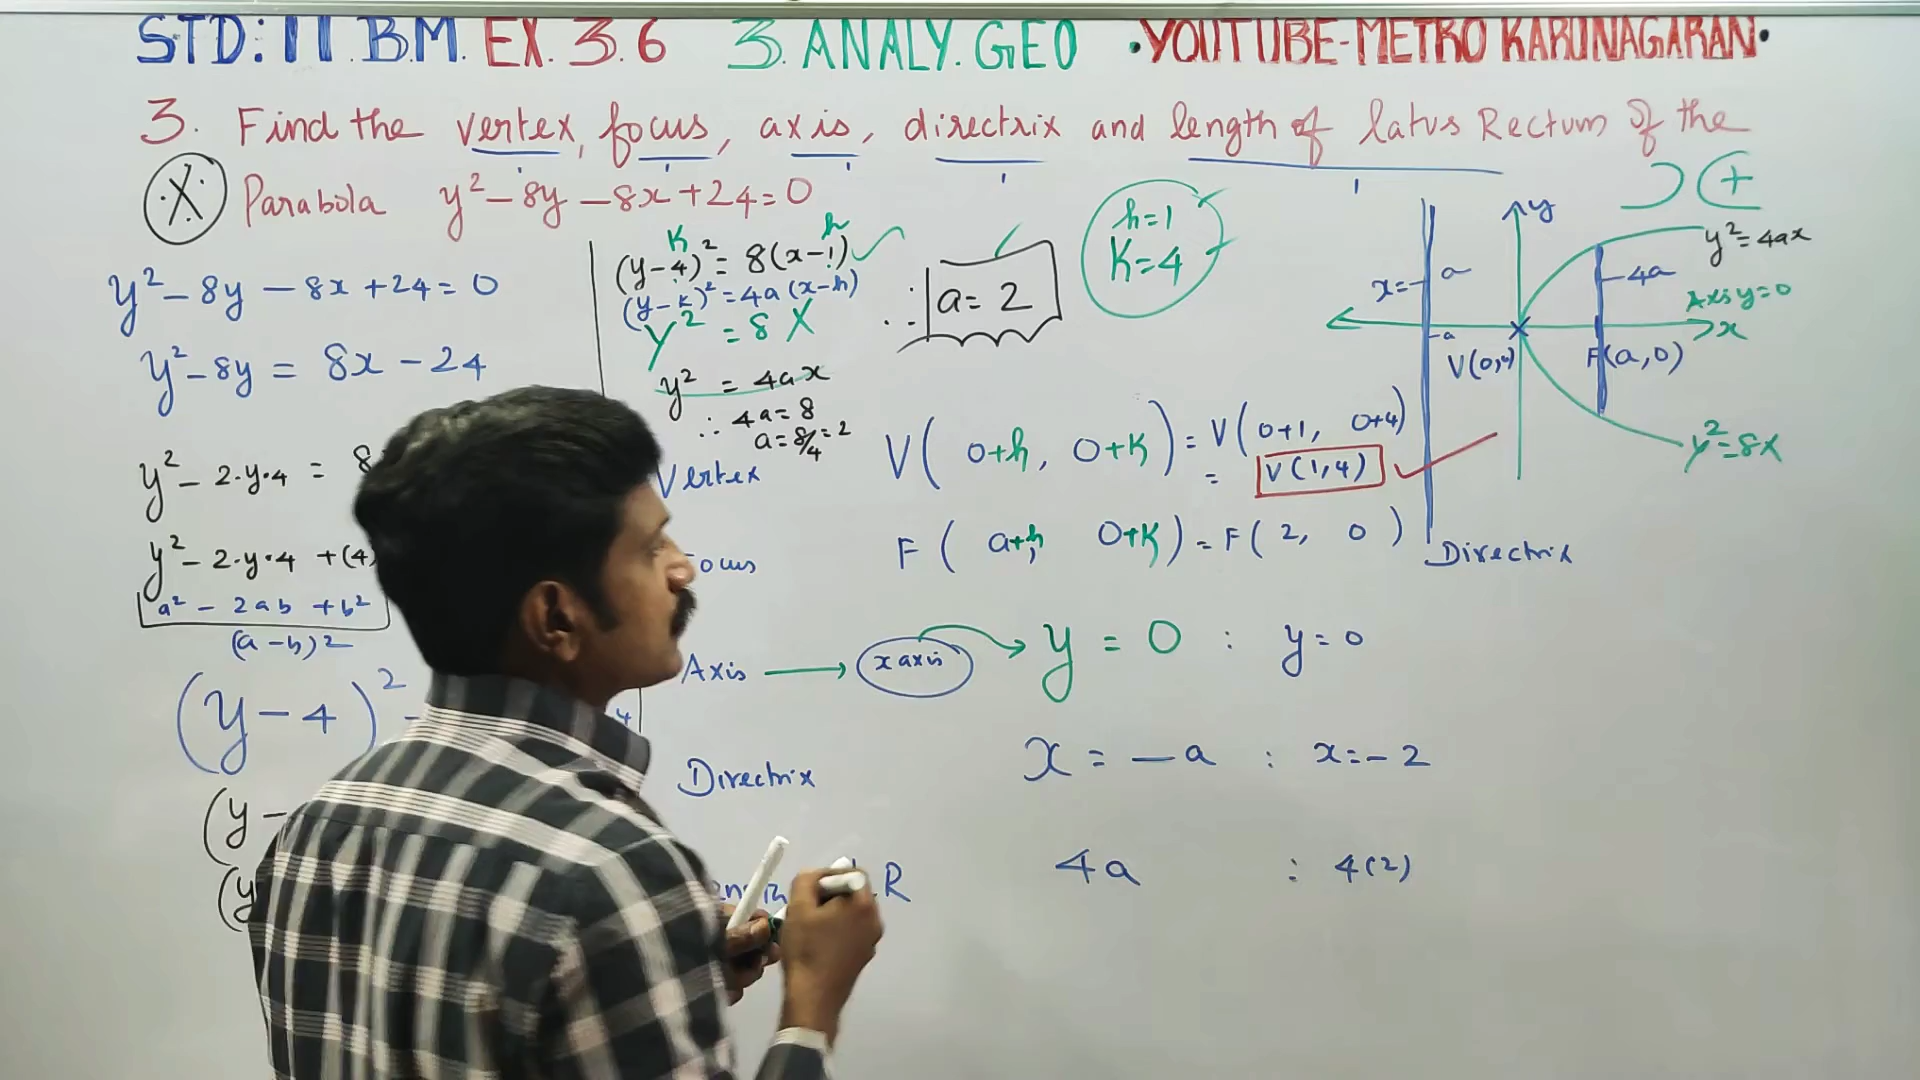 STD: 11.B.M. EX. 3.6 3. ANALY. GEO •YOUTUBE-METRO KARUNAGARAN•
3. Find the vertex, focus, axis, directrix and length of latus Rectum of the
X Parabola y² - 8y - 8x + 24 = 0
y² - 8y - 8x + 24 = 0
y² - 8y = 8x - 24
y² - 2·y·4 = 8
y² - 2·y·4 + (4)
a² - 2ab + b²
(a - b)²
(y - 4)²
(y -
(y
K h
(y - 4)² = 8(x - 1)
(y - k)² = 4a(x - h)
Y² = 8X
y² = 4ax
∴ 4a = 8
a = 8/4 = 2
∴ a = 2
h = 1
K = 4
Vertex V(0+h, 0+K) = V(0+1, 0+4)
= V(1,4)
F(a+h, 0+K) = F(2, 0)
Axis → x axis → y = 0 : y = 0
Directrix x = -a : x = -2
R 4a : 4(2)
+
y
y² = 4ax
x = - a
4a
Axis y = 0
x
-a
V(0,0)
F(a,0)
y² = 8X
Directrix